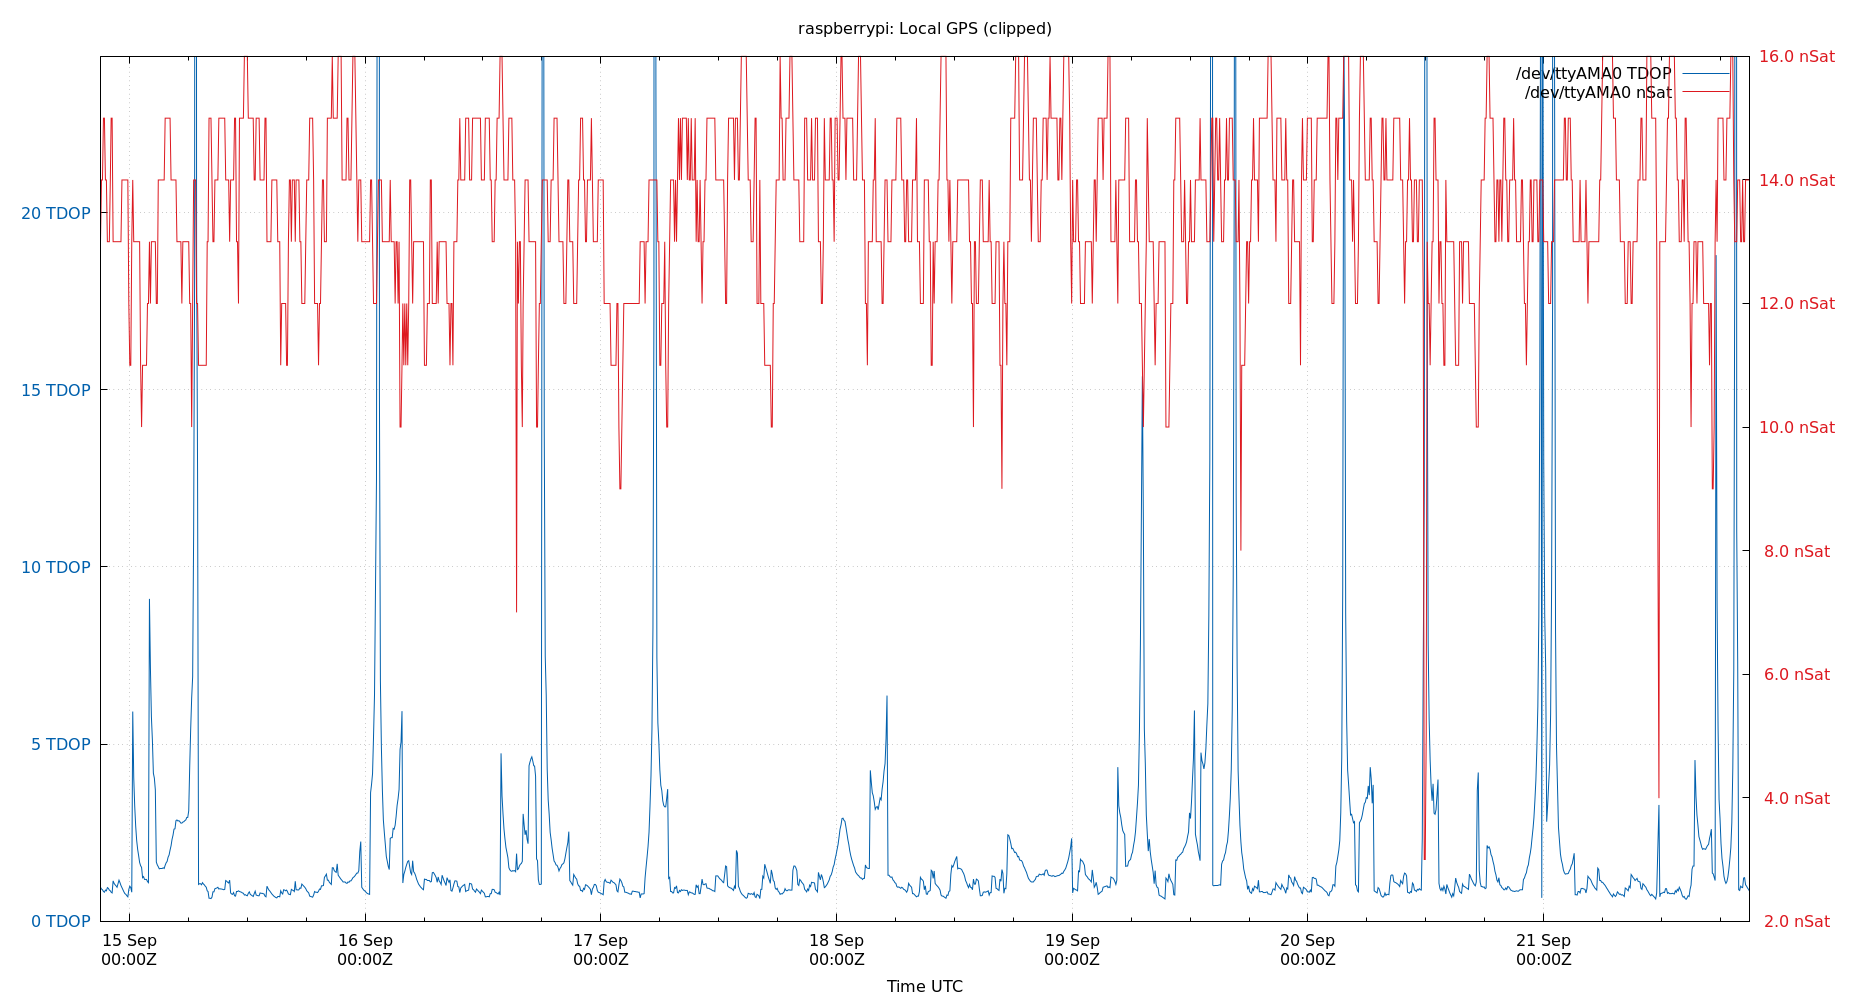 raspberrypi: Local GPS (clipped)
16.0 nSat
/dev/ttyAMA0 TDOP
/dev/ttyAMA0 nSat
14.0 nSat
20 TDOP
12.0 nSat
15 TDOP
10.0 nSat
10 TDOP
8.0 nSat
6.0 nSat
5 TDOP
4.0 nSat
0 TDOP
2.0 nSat
15 Sep
00:00Z
16 Sep
00:00Z
17 Sep
00:00Z
18 Sep
00:00Z
19 Sep
00:00Z
20 Sep
00:00Z
21 Sep
00:00Z
Time UTC